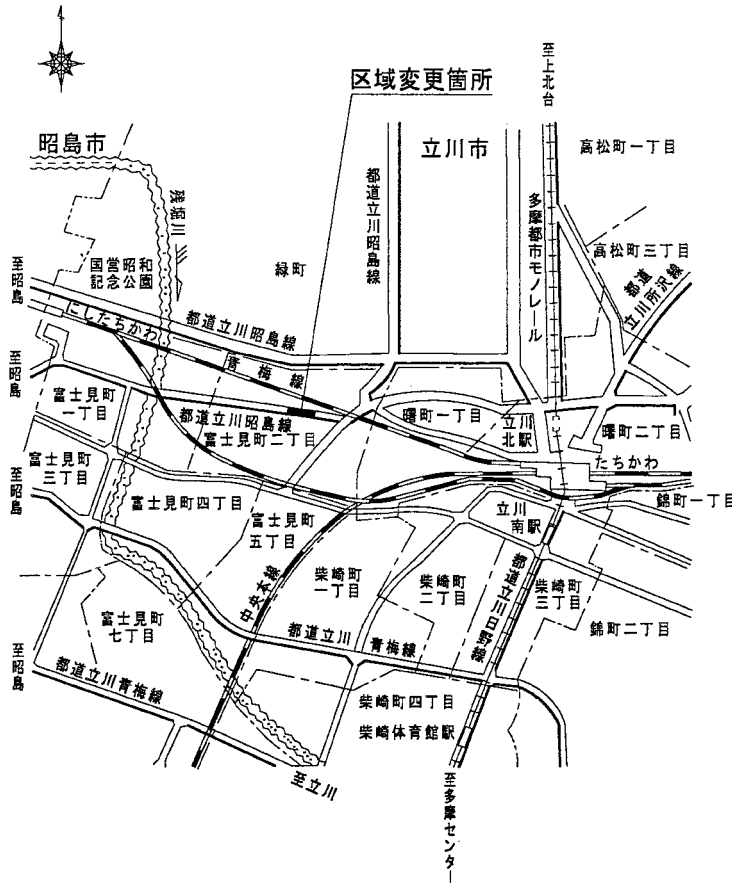 区域変更箇所
至上北台
昭島市
立川市
高松町一丁目
残堀川
都道立川昭島線
多摩都市モノレール
高松町三丁目
都道
立川所沢線
国営昭和
記念公園
緑町
至昭島
にしたちかわ
都道立川昭島線
青梅線
至昭島
富士見町
一丁目
都道立川昭島線
富士見町二丁目
曙町一丁目
立川
北駅
曙町二丁目
たちかわ
富士見町
三丁目
至昭島
富士見町四丁目
富士見町
五丁目
立川
南駅
錦町一丁目
中央本線
柴崎町
一丁目
柴崎町
二丁目
都道立川日野線
柴崎町
三丁目
富士見町
七丁目
都道立川
青梅線
錦町二丁目
至昭島
都道立川青梅線
柴崎町四丁目
柴崎体育館駅
至立川
至多摩センター